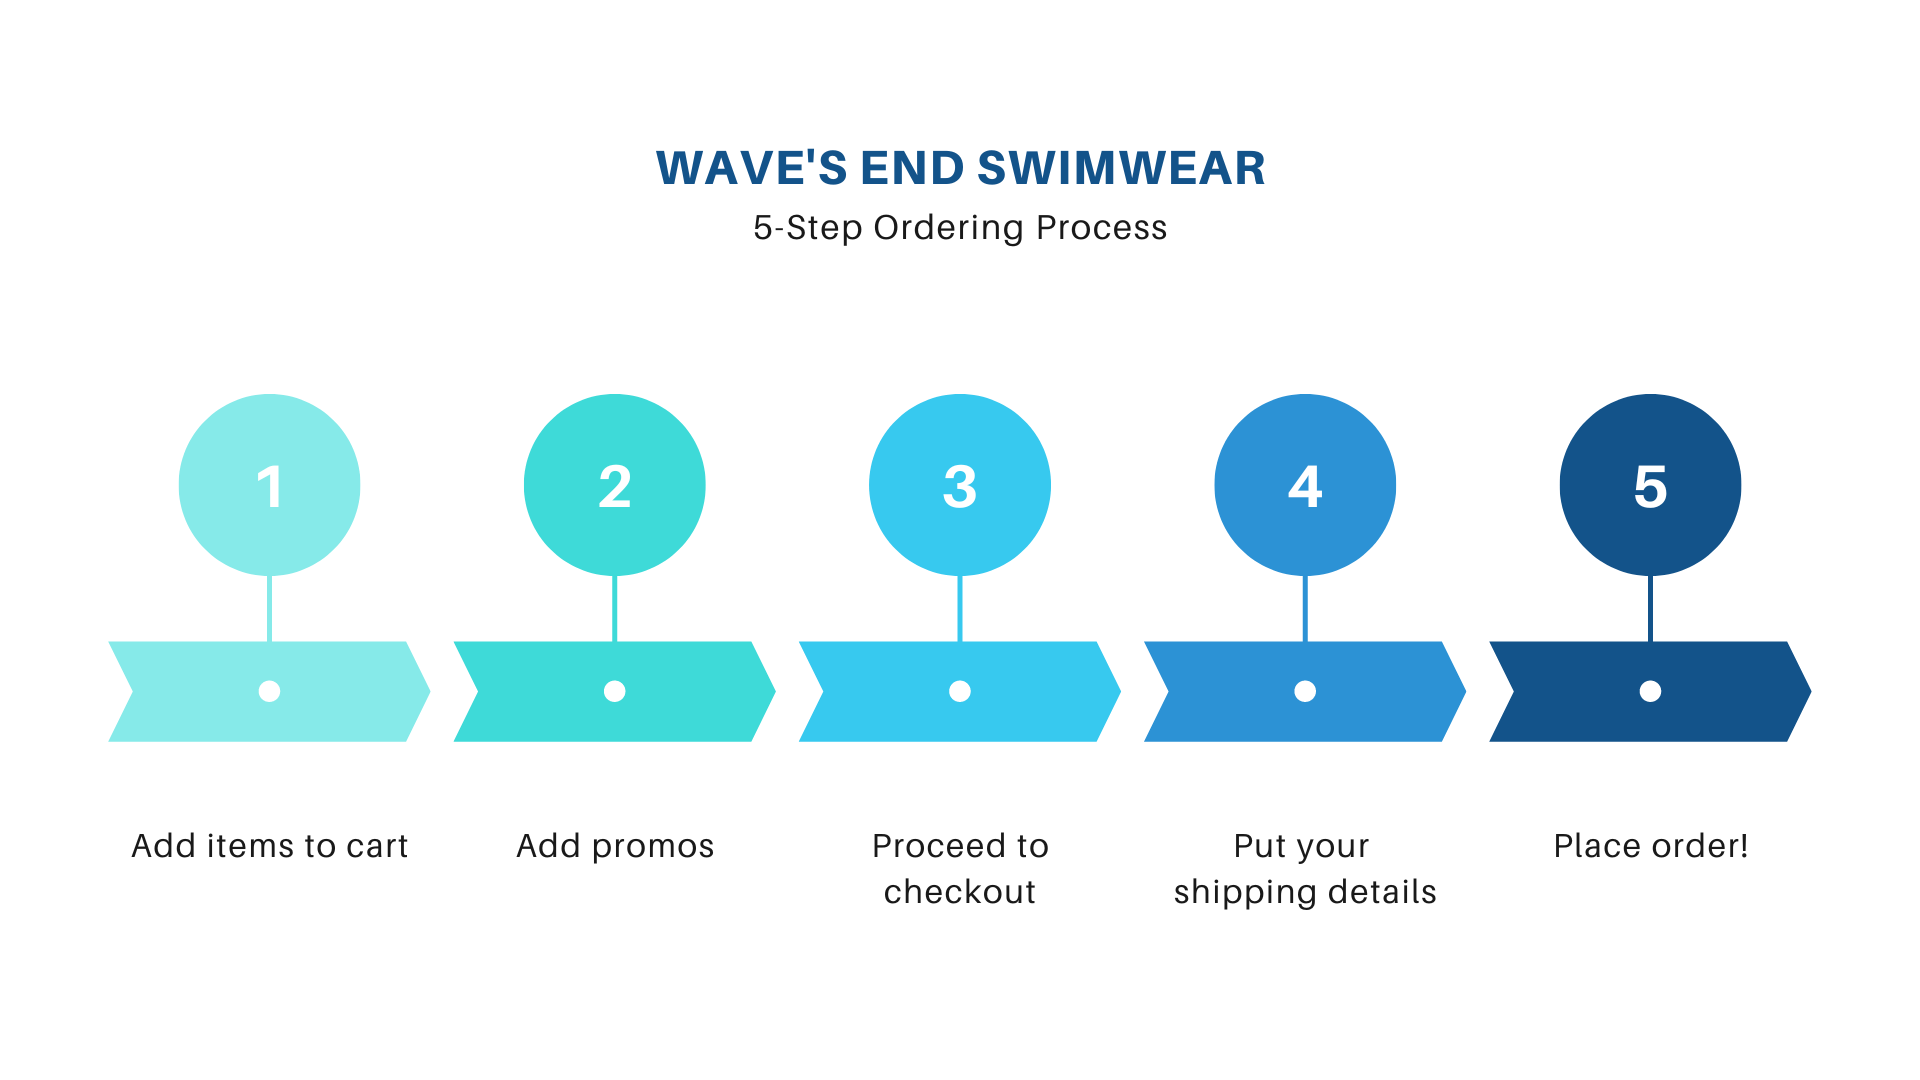 WAVE'S END SWIMWEAR
5-Step Ordering Process
1
2
3
4
5
Add items to cart
Add promos
Proceed to
checkout
Put your
shipping details
Place order!